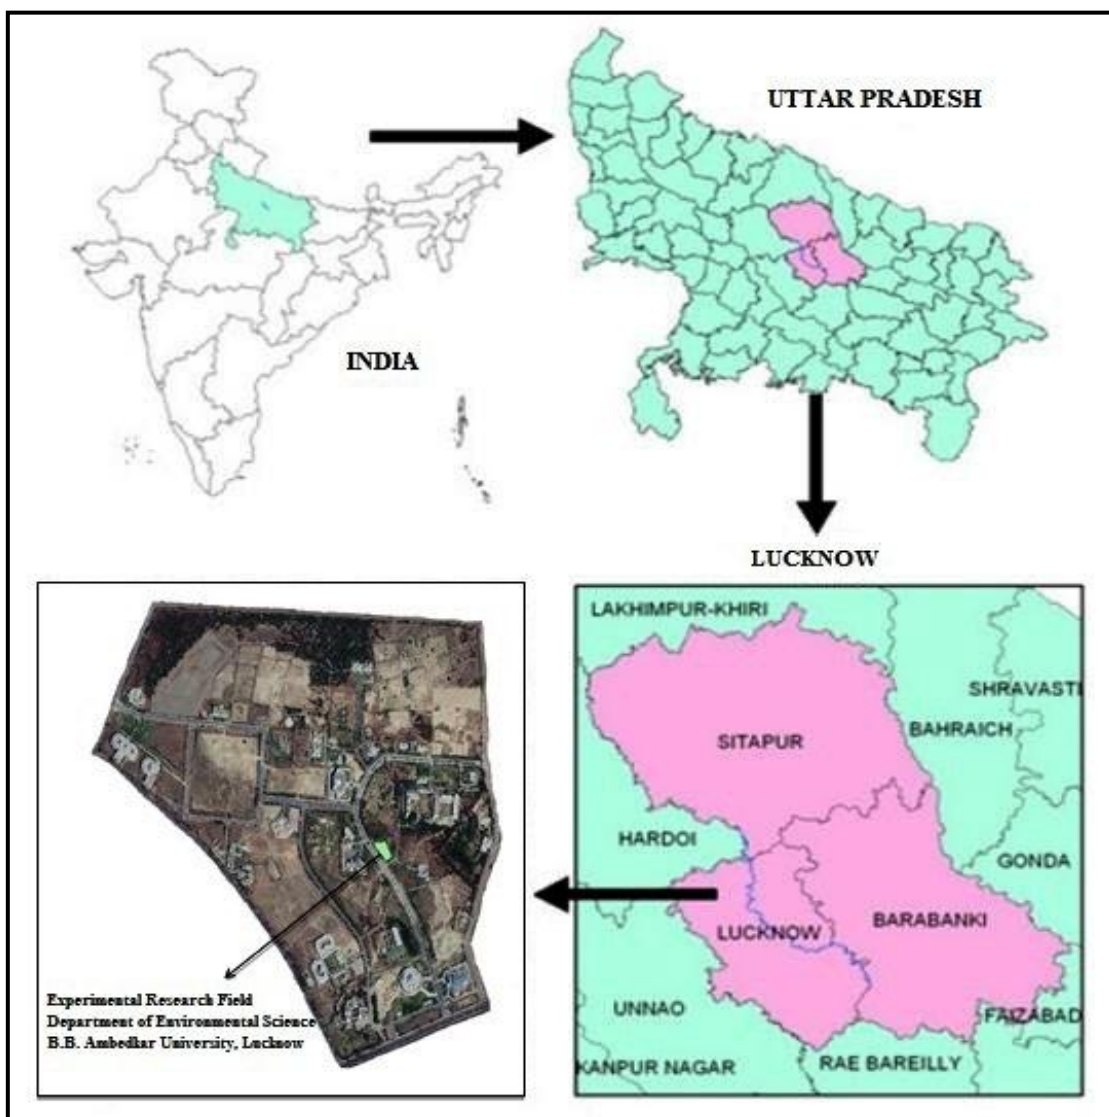 UTTAR PRADESH
INDIA
LUCKNOW
LAKHIMPUR-KHIRI
SHRAVASTI
BAHRAICH
SITAPUR
HARDOI
GONDA
BARABANKI
LUCKNOW
UNNAO
FAIZABAD
RAE BAREILLY
KANPUR NAGAR
Experimental Research Field
Department of Environmental Science
B.B. Ambedkar University, Lucknow